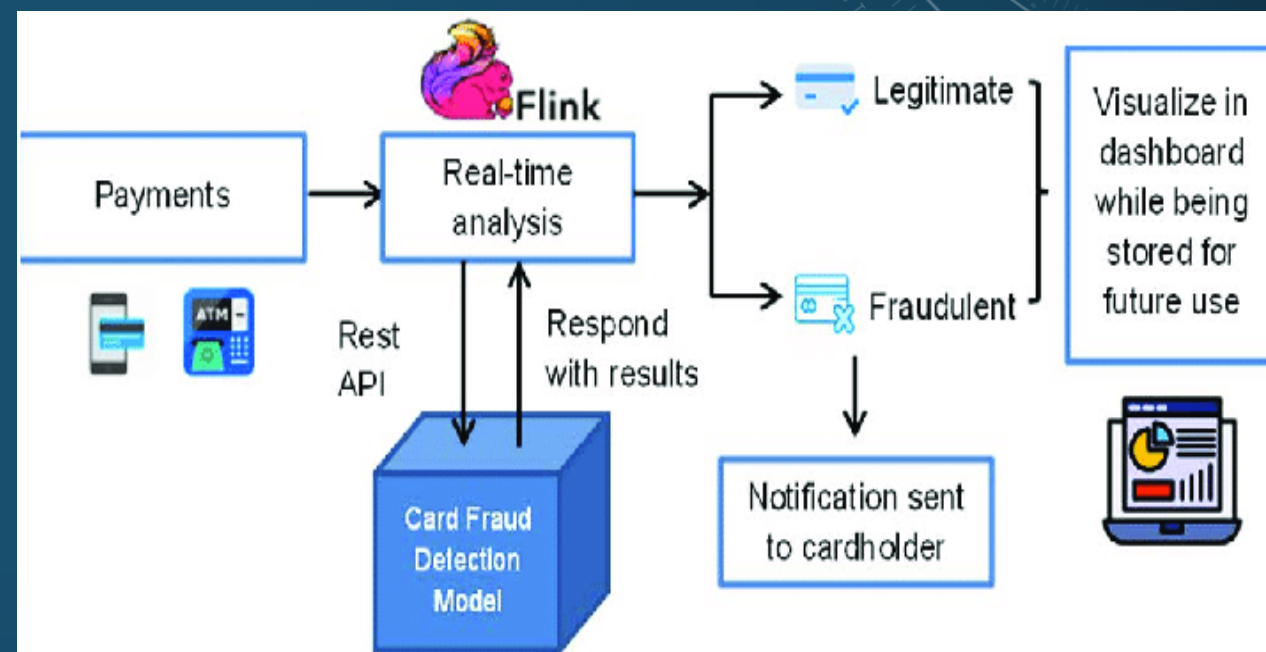 Flink
Payments
Real-time
analysis
Legitimate
Fraudulent
Visualize in
dashboard
while being
stored for
future use
ATM
Rest
API
Respond
with results
Card Fraud
Detection
Model
Notification sent
to cardholder